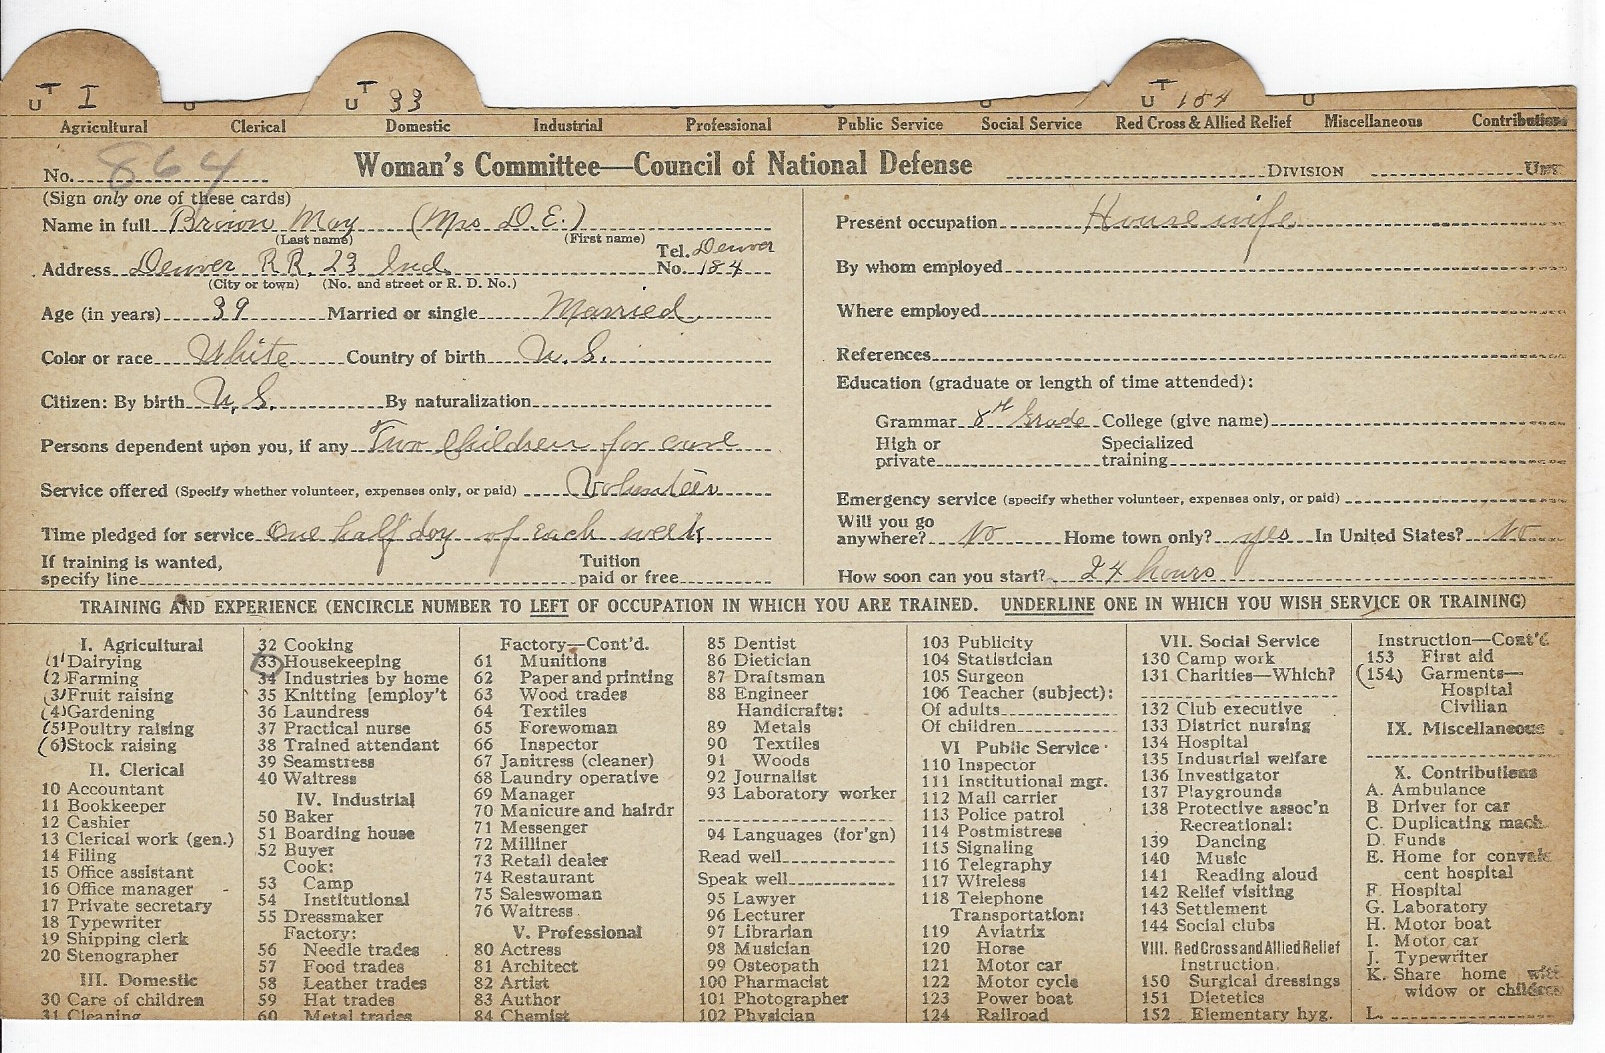 U T I U T 33 U T 184 U
Agricultural Clerical Domestic Industrial Professional Public Service Social Service Red Cross & Allied Relief Miscellaneous Contributions
No. 864 Woman's Committee—Council of National Defense DIVISION UNIT
(Sign only one of these cards)
Name in full Brown May (Mrs D.E.)
(Last name) (First name)
Address Denver R.R. 23 Ind. Tel. No. Denver 184
(City or town) (No. and street or R. D. No.)
Age (in years) 39 Married or single Married
Color or race White Country of birth U.S.
Citizen: By birth U.S. By naturalization
Persons dependent upon you, if any Two Children for care
Service offered (Specify whether volunteer, expenses only, or paid) Volunteer
Time pledged for service One half day of each week
If training is wanted, specify line Tuition paid or free
Present occupation Housewife
By whom employed
Where employed
References
Education (graduate or length of time attended):
Grammar 8th Grade College (give name)
High or private Specialized training
Emergency service (specify whether volunteer, expenses only, or paid)
Will you go anywhere? No Home town only? yes In United States? No
How soon can you start? 24 hours
TRAINING AND EXPERIENCE (ENCIRCLE NUMBER TO LEFT OF OCCUPATION IN WHICH YOU ARE TRAINED. UNDERLINE ONE IN WHICH YOU WISH SERVICE OR TRAINING)
I. Agricultural
(1) Dairying
(2) Farming
(3) Fruit raising
(4) Gardening
(5) Poultry raising
(6) Stock raising
II. Clerical
10 Accountant
11 Bookkeeper
12 Cashier
13 Clerical work (gen.)
14 Filing
15 Office assistant
16 Office manager
17 Private secretary
18 Typewriter
19 Shipping clerk
20 Stenographer
III. Domestic
30 Care of children
31 Cleaning
32 Cooking
33 Housekeeping
34 Industries by home
35 Knitting [employ't
36 Laundress
37 Practical nurse
38 Trained attendant
39 Seamstress
40 Waitress
IV. Industrial
50 Baker
51 Boarding house
52 Buyer
Cook:
53 Camp
54 Institutional
55 Dressmaker
Factory:
56 Needle trades
57 Food trades
58 Leather trades
59 Hat trades
60 Metal trades
Factory—Cont'd.
61 Munitions
62 Paper and printing
63 Wood trades
64 Textiles
65 Forewoman
66 Inspector
67 Janitress (cleaner)
68 Laundry operative
69 Manager
70 Manicure and hairdr
71 Messenger
72 Milliner
73 Retail dealer
74 Restaurant
75 Saleswoman
76 Waitress
V. Professional
80 Actress
81 Architect
82 Artist
83 Author
84 Chemist
85 Dentist
86 Dietician
87 Draftsman
88 Engineer
Handicrafts:
89 Metals
90 Textiles
91 Woods
92 Journalist
93 Laboratory worker
94 Languages (for'gn)
Read well
Speak well
95 Lawyer
96 Lecturer
97 Librarian
98 Musician
99 Osteopath
100 Pharmacist
101 Photographer
102 Physician
103 Publicity
104 Statistician
105 Surgeon
106 Teacher (subject):
Of adults
Of children
VI Public Service
110 Inspector
111 Institutional mgr.
112 Mail carrier
113 Police patrol
114 Postmistress
115 Signaling
116 Telegraphy
117 Wireless
118 Telephone
Transportation:
119 Aviatrix
120 Horse
121 Motor car
122 Motor cycle
123 Power boat
124 Railroad
VII. Social Service
130 Camp work
131 Charities—Which?
132 Club executive
133 District nursing
134 Hospital
135 Industrial welfare
136 Investigator
137 Playgrounds
138 Protective assoc'n
Recreational:
139 Dancing
140 Music
141 Reading aloud
142 Relief visiting
143 Settlement
144 Social clubs
VIII. Red Cross and Allied Relief
Instruction.
150 Surgical dressings
151 Dietetics
152 Elementary hyg.
Instruction—Cont'd.
153 First aid
(154) Garments—
Hospital
Civilian
IX. Miscellaneous
X. Contributions
A. Ambulance
B Driver for car
C. Duplicating mach.
D. Funds
E. Home for convales-
cent hospital
F. Hospital
G. Laboratory
H. Motor boat
I. Motor car
J. Typewriter
K. Share home with
widow or children
L.